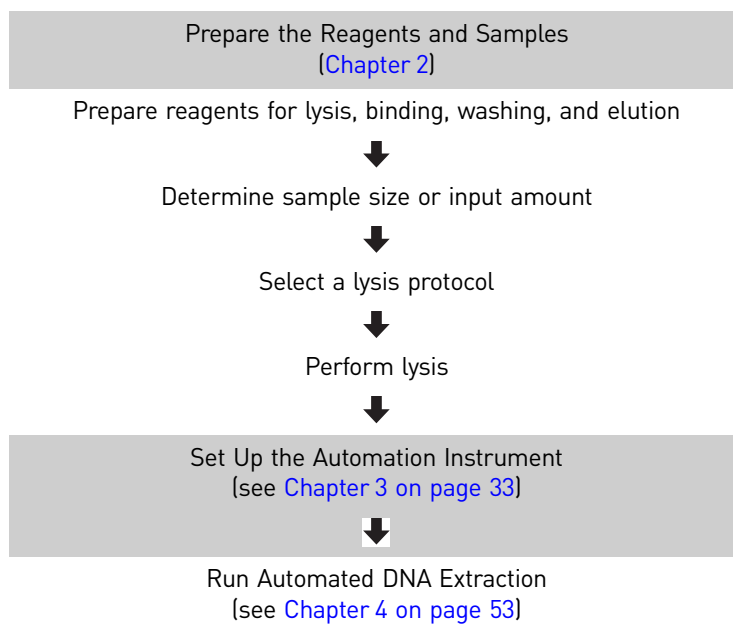 Prepare the Reagents and Samples
(Chapter 2)
Prepare reagents for lysis, binding, washing, and elution
Determine sample size or input amount
Select a lysis protocol
Perform lysis
Set Up the Automation Instrument
(see Chapter 3 on page 33)
Run Automated DNA Extraction
(see Chapter 4 on page 53)